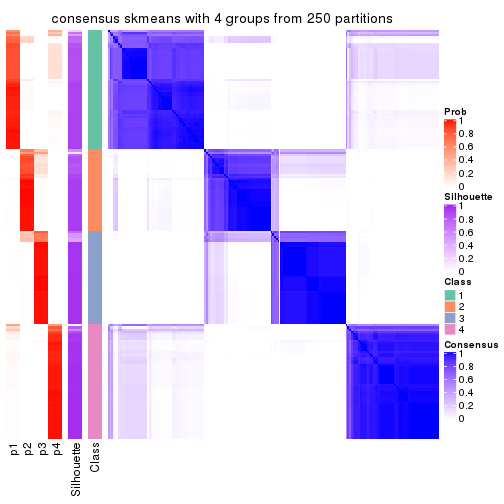 consensus skmeans with 4 groups from 250 partitions
Prob
1
0.8
0.6
0.4
0.2
0
Silhouette
1
0.8
0.6
0.4
0.2
0
Class
1
2
3
4
Consensus
1
0.8
0.6
0.4
0.2
0
p1
p2
p3
p4
Silhouette
Class